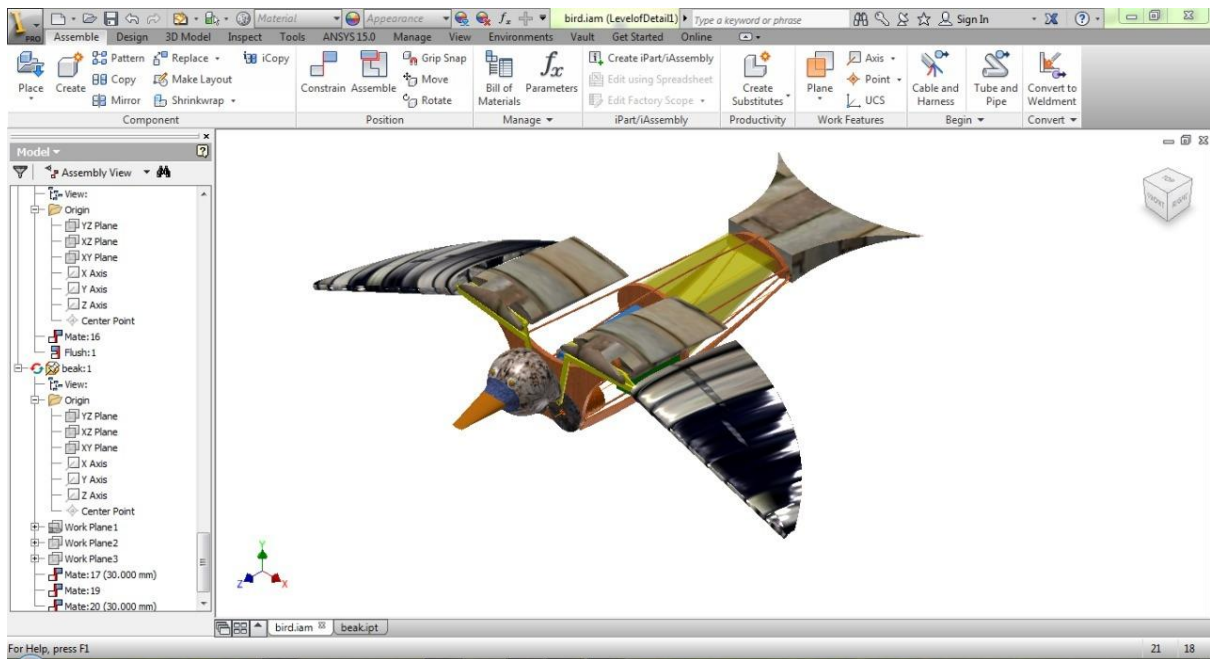 Material
Appearance
bird.iam (LevelofDetail1)
Type a keyword or phrase
Sign In
PRO
Assemble Design 3D Model Inspect Tools ANSYS 15.0 Manage View Environments Vault Get Started Online
Place
Create
Pattern
Copy
Mirror
Replace
Make Layout
Shrinkwrap
iCopy
Component
Constrain
Assemble
Grip Snap
Move
Rotate
Position
Bill of
Materials
Parameters
Manage
Create iPart/iAssembly
Edit using Spreadsheet
Edit Factory Scope
iPart/iAssembly
Create
Substitutes
Productivity
Plane
Axis
Point
UCS
Work Features
Cable and
Harness
Tube and
Pipe
Begin
Convert to
Weldment
Convert
Model
Assembly View
View:
Origin
YZ Plane
XZ Plane
XY Plane
X Axis
Y Axis
Z Axis
Center Point
Mate:16
Flush:1
beak:1
View:
Origin
YZ Plane
XZ Plane
XY Plane
X Axis
Y Axis
Z Axis
Center Point
Work Plane1
Work Plane2
Work Plane3
Mate:17 (30.000 mm)
Mate:19
Mate:20 (30.000 mm)
TOP
FRONT
RIGHT
Y
Z
X
bird.iam
beak.ipt
For Help, press F1
21 18